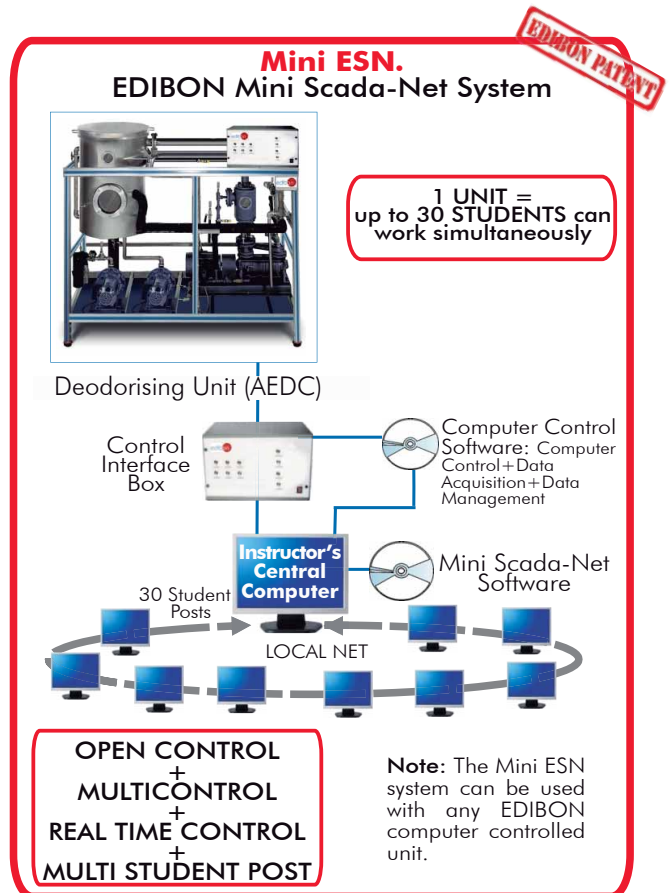 EDIBON PATENT
Mini ESN.
EDIBON Mini Scada-Net System
1 UNIT =
up to 30 STUDENTS can
work simultaneously
Deodorising Unit (AEDC)
Control
Interface
Box
Computer Control
Software: Computer
Control+Data
Acquisition+Data
Management
Instructor's
Central
Computer
Mini Scada-Net
Software
30 Student
Posts
LOCAL NET
OPEN CONTROL
+
MULTICONTROL
+
REAL TIME CONTROL
+
MULTI STUDENT POST
Note: The Mini ESN
system can be used
with any EDIBON
computer controlled
unit.